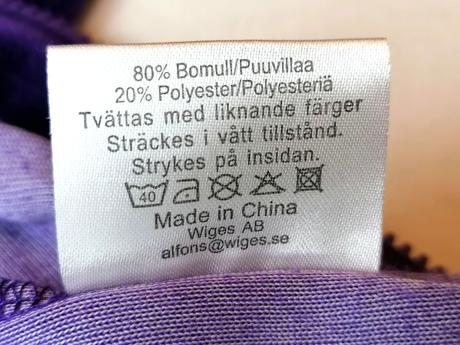 80% Bomull/Puuvillaa
20% Polyester/Polyesteriä
Tvättas med liknande färger
Sträckes i vått tillstånd.
Strykes på insidan.
40
Made in China
Wiges AB
alfons@wiges.se